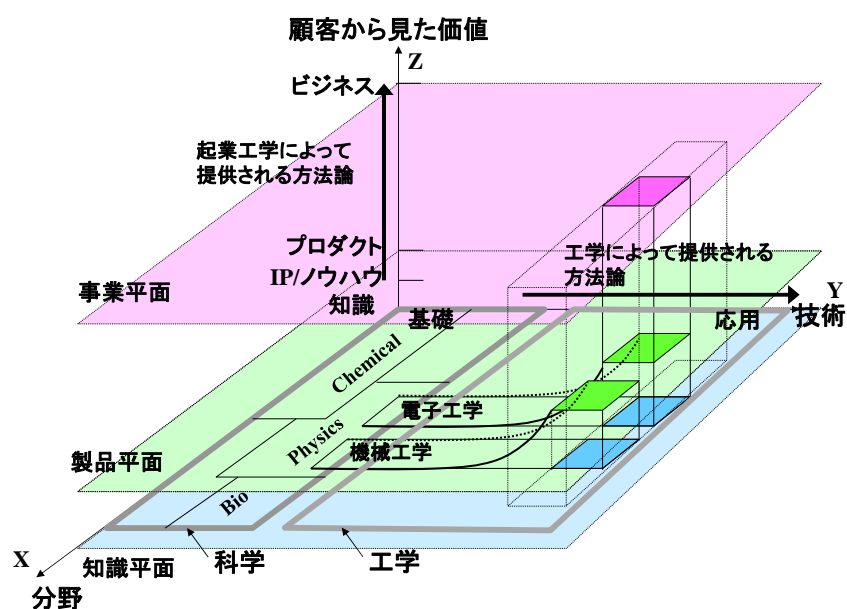 顧客から見た価値
Z
ビジネス
起業工学によって
提供される方法論
プロダクト
IP/ノウハウ
知識
事業平面
工学によって提供される
方法論
Y
技術
基礎
応用
Chemical
電子工学
Physics
機械工学
製品平面
Bio
X
知識平面
科学
工学
分野